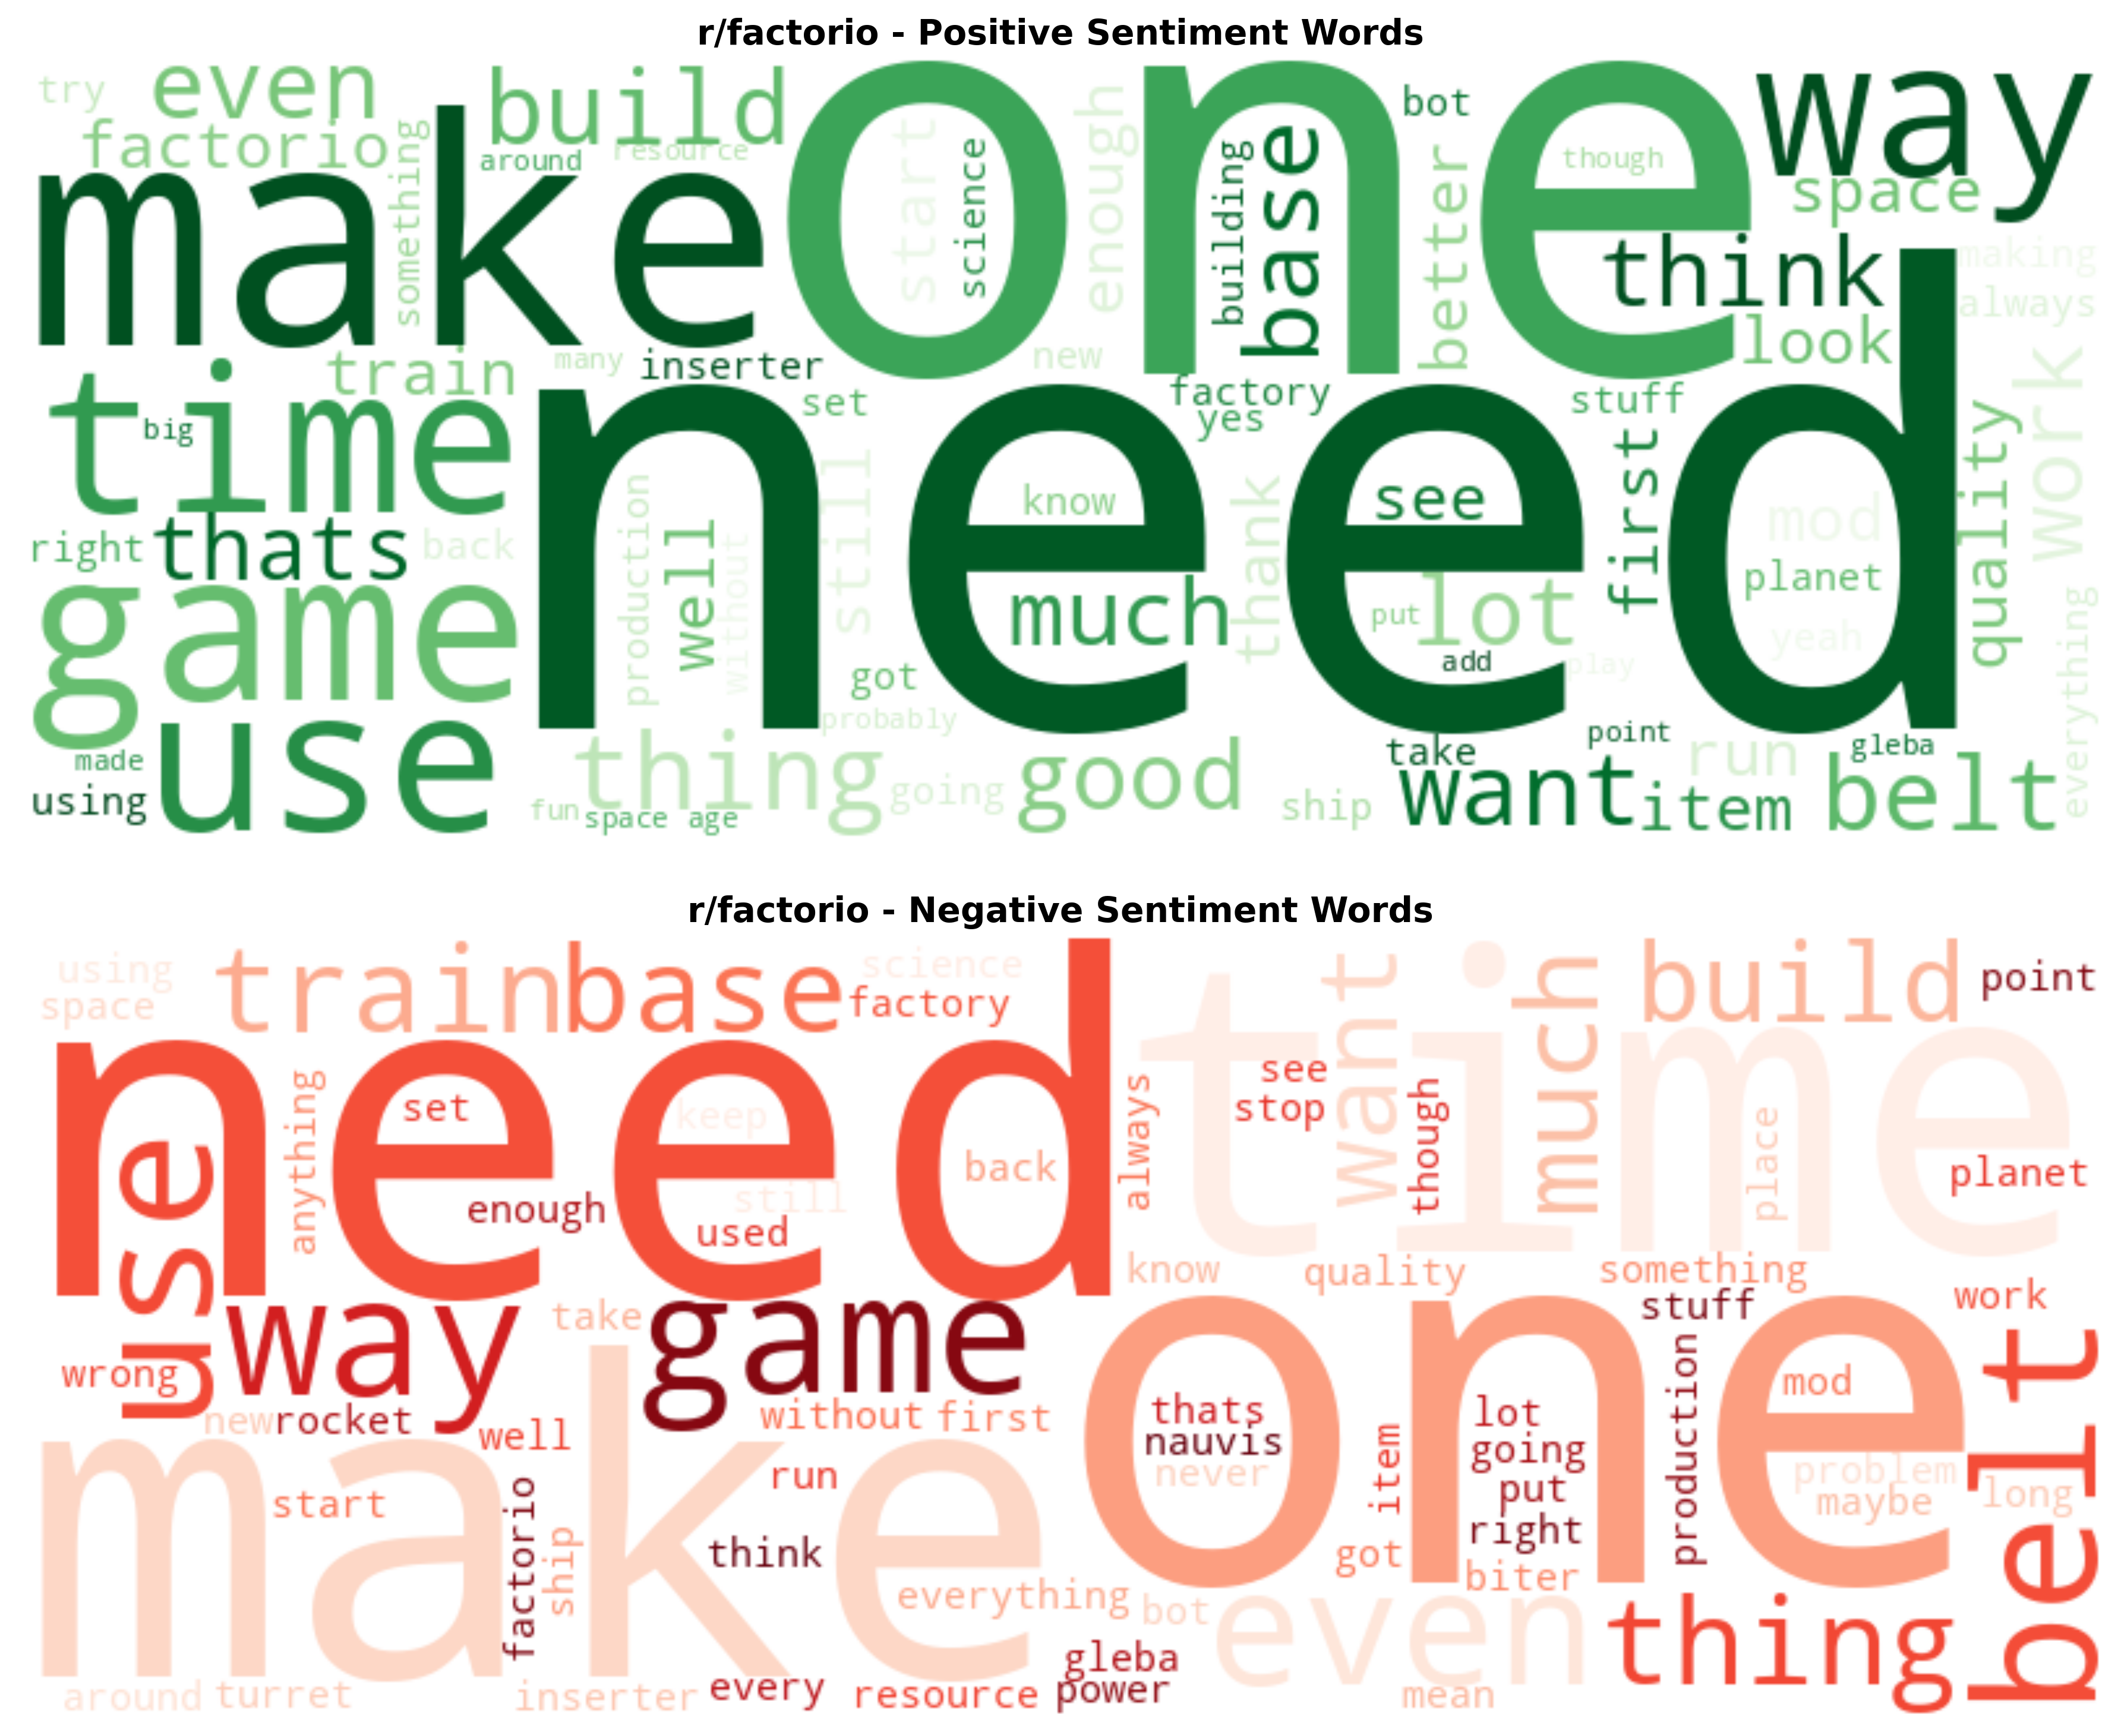 r/factorio - Positive Sentiment Words
try
even
build
one
way
bot
factorio
around
resource
something
make
start
science
enough
building
base
better
though
space
think
making
always
look
work
time
train
many
inserter
set
new
factory
yes
stuff
big
need
know
see
first
quality
mod
planet
yeah
right
thats
back
production
well
without
still
thank
much
put
lot
add
play
everything
game
got
probably
made
using
use
thing
fun
space age
going
good
ship
take
want
point
item
run
gleba
belt
r/factorio - Negative Sentiment Words
using
space
train
base
science
factory
time
want
much
build
point
need
use
anything
set
keep
enough
still
used
back
always
see
stop
though
place
planet
know
quality
something
work
stuff
way
take
game
one
wrong
new
rocket
well
without
first
thats
nauvis
never
lot
going
put
right
item
production
mod
problem
maybe
long
belt
make
start
run
factorio
ship
think
got
biter
everything
bot
even
thing
around
turret
inserter
every
resource
gleba
power
mean